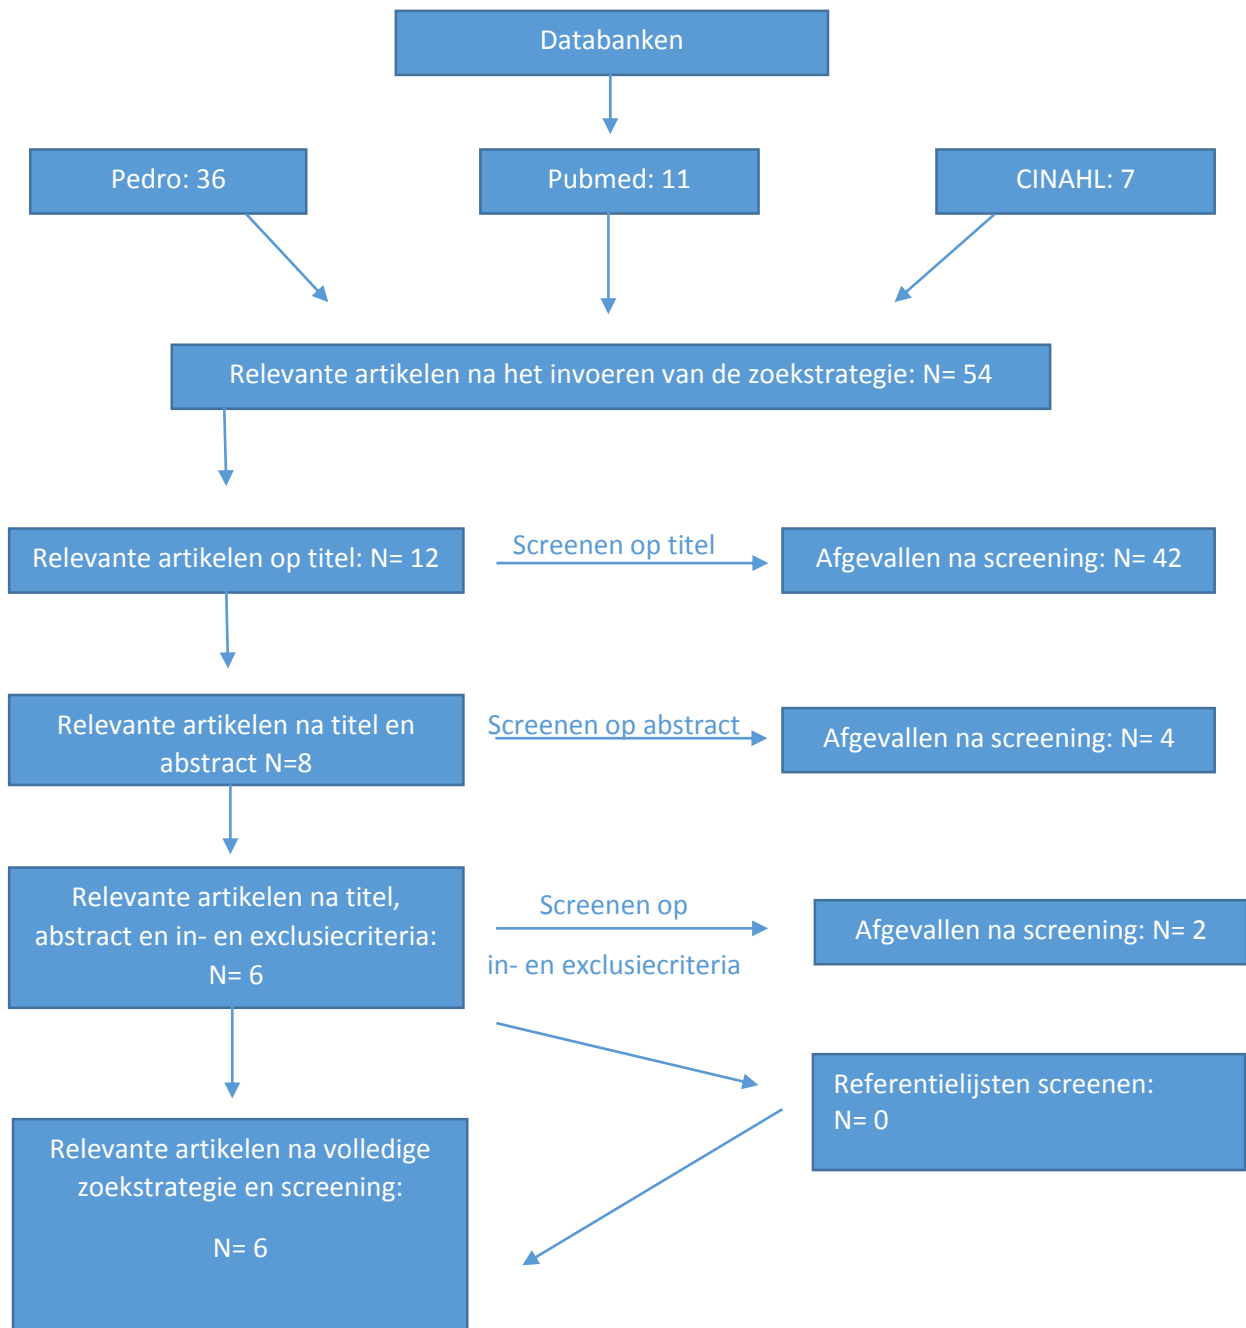 Databanken
Pedro: 36
Pubmed: 11
CINAHL: 7
Relevante artikelen na het invoeren van de zoekstrategie: N= 54
Relevante artikelen op titel: N= 12
Screenen op titel
Afgevallen na screening: N= 42
Relevante artikelen na titel en
abstract N=8
Screenen op abstract
Afgevallen na screening: N= 4
Relevante artikelen na titel,
abstract en in- en exclusiecriteria:
N= 6
Screenen op
in- en exclusiecriteria
Afgevallen na screening: N= 2
Referentielijsten screenen:
N= 0
Relevante artikelen na volledige
zoekstrategie en screening:
N= 6